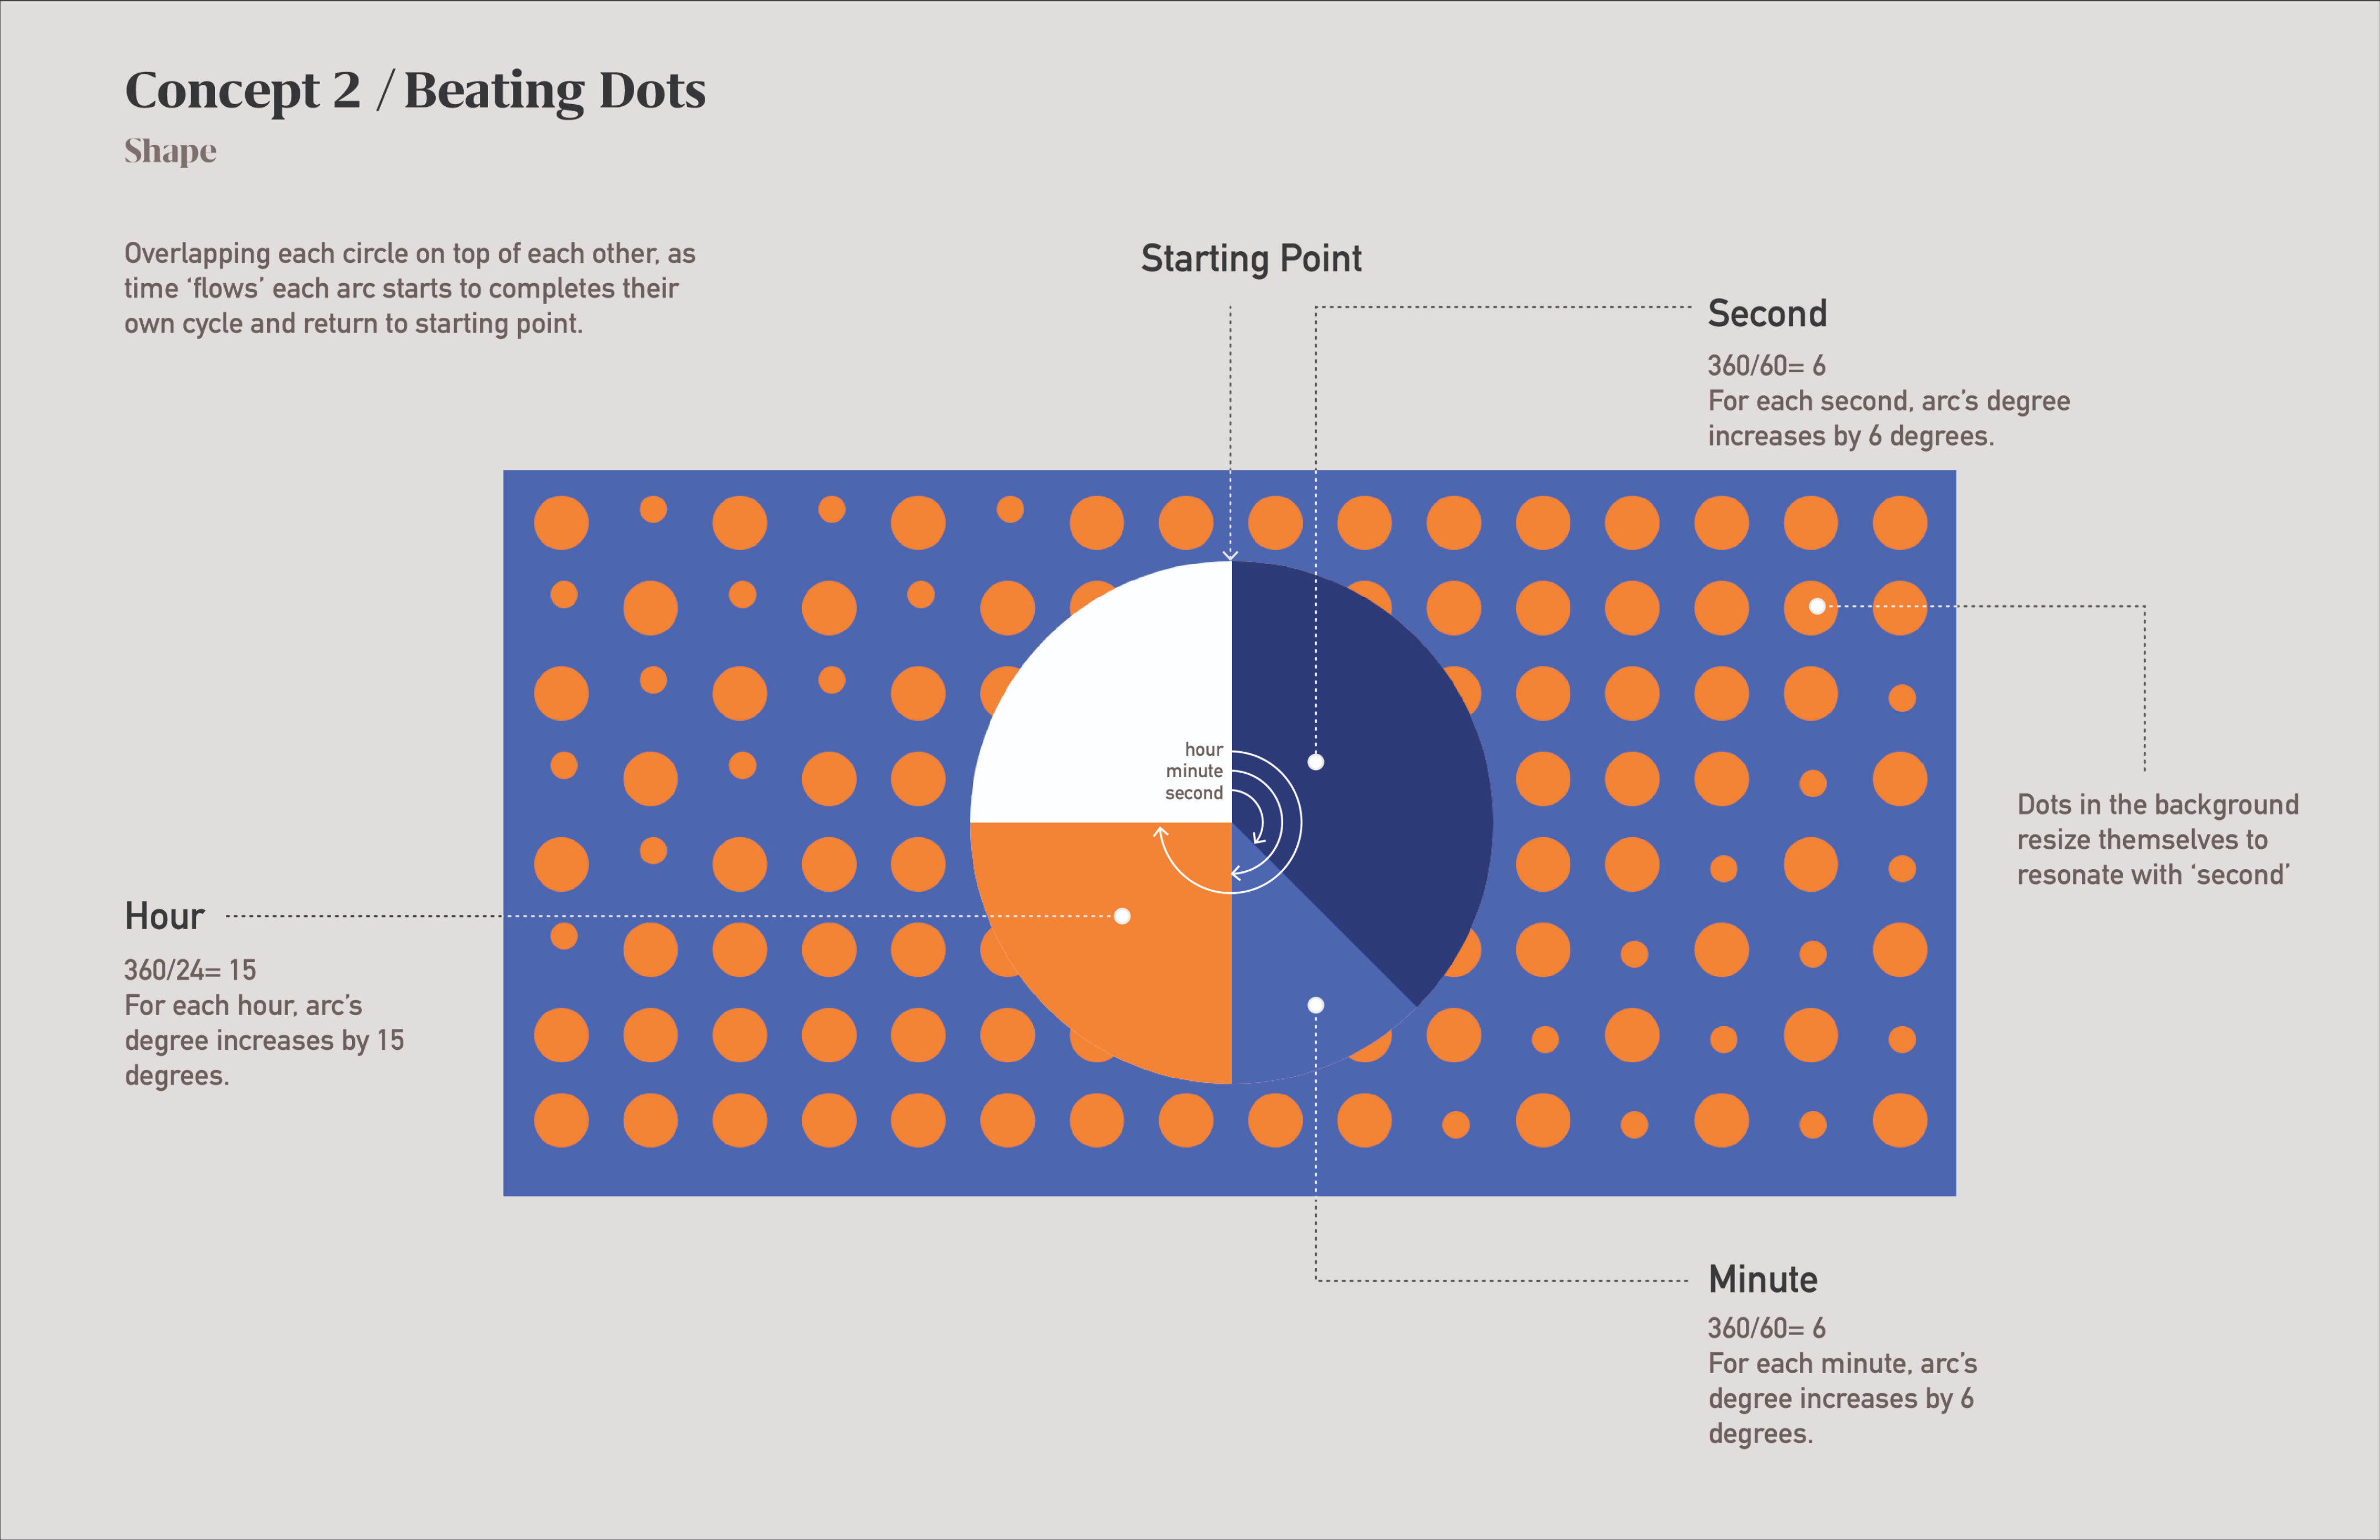 Concept 2 / Beating Dots
Shape
Overlapping each circle on top of each other, as
time ‘flows’ each arc starts to completes their
own cycle and return to starting point.
Starting Point
Second
360/60= 6
For each second, arc’s degree
increases by 6 degrees.
hour
minute
second
Dots in the background
resize themselves to
resonate with ‘second’
Hour
360/24= 15
For each hour, arc’s
degree increases by 15
degrees.
Minute
360/60= 6
For each minute, arc’s
degree increases by 6
degrees.